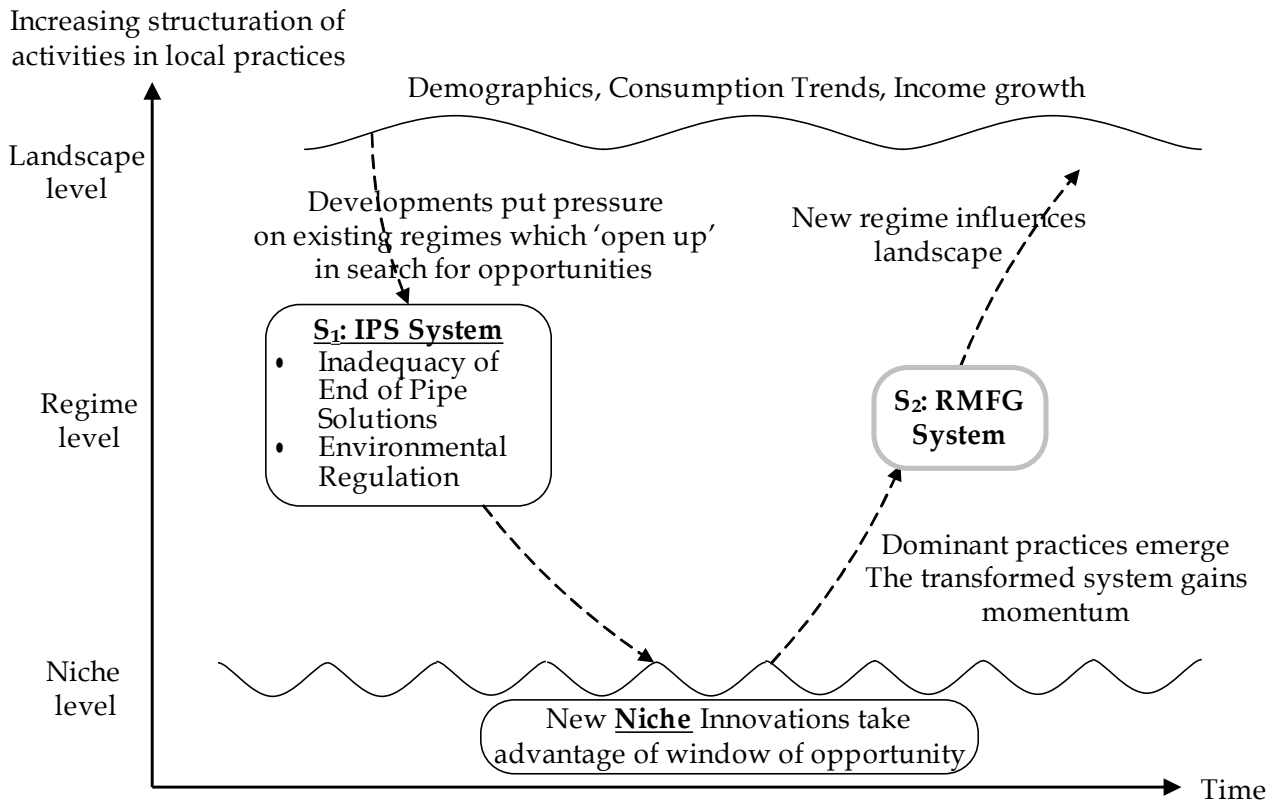 Increasing structuration of
activities in local practices
Demographics, Consumption Trends, Income growth
Landscape
level
Developments put pressure
on existing regimes which ‘open up’
in search for opportunities
New regime influences
landscape
S₁: IPS System
• Inadequacy of
End of Pipe
Solutions
• Environmental
Regulation
Regime
level
S₂: RMFG
System
Dominant practices emerge
The transformed system gains
momentum
Niche
level
New Niche Innovations take
advantage of window of opportunity
Time